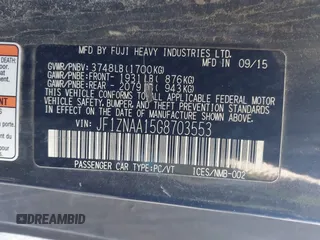 MFD BY FUJI HEAVY INDUSTRIES LTD. IN 09/15
GVWR/PNBV: 3748LB(1700KG)
GAWR/PNBE:FRONT- 1931LB( 876KG)
GAWR/PNBE:REAR - 2079LB( 943KG)
THIS VEHICLE CONFORMS TO ALL APPLICABLE FEDERAL MOTOR
VEHICLE SAFETY, BUMPER, AND THEFT PREVENTION STANDARDS
IN EFFECT ON THE DATE OF MANUFACTURE SHOWN ABOVE.
VIN: JF1ZNAA15G8703553
PASSENGER CAR TYPE:PC/VT
ICES/NMB-002
DREAMBID